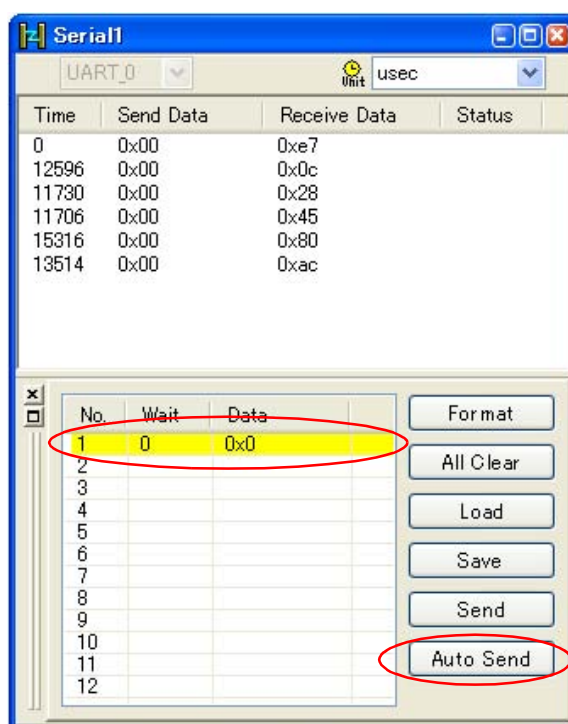 Serial1
UART_0 Unit usec
Time Send Data Receive Data Status
0 0x00 0xe7
12596 0x00 0x0c
11730 0x00 0x28
11706 0x00 0x45
15316 0x00 0x80
13514 0x00 0xac
No. Wait Data
1 0 0x0
2
3
4
5
6
7
8
9
10
11
12
Format
All Clear
Load
Save
Send
Auto Send